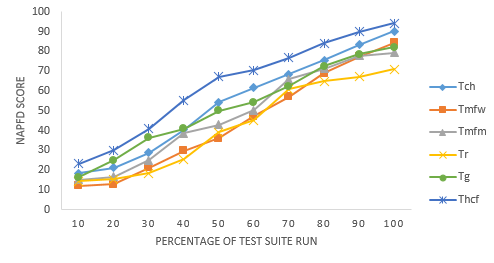 100
90
80
70
60
50
40
30
20
10
0
NAPFD SCORE
10 20 30 40 50 60 70 80 90 100
PERCENTAGE OF TEST SUITE RUN
Tch
Tmfw
Tmfm
Tr
Tg
Thcf